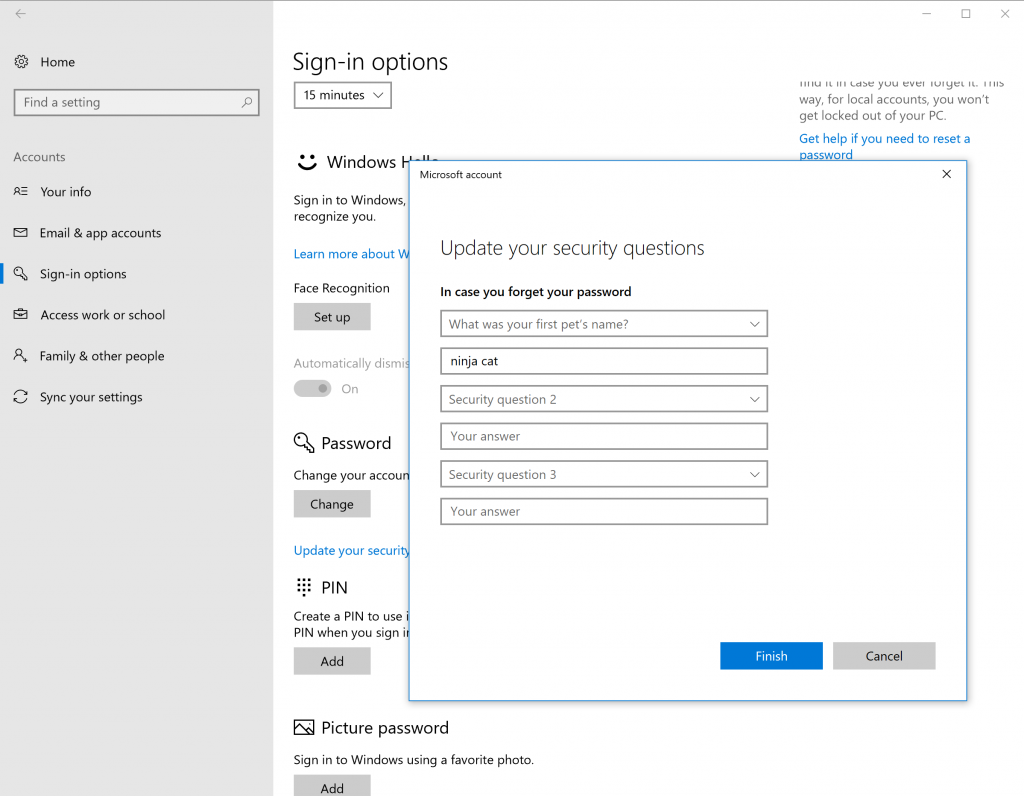 Home
Find a setting
Accounts
Your info
Email & app accounts
Sign-in options
Access work or school
Family & other people
Sync your settings
Sign-in options
15 minutes
find it in case you ever forget it. This
way, for local accounts, you won't
get locked out of your PC.
Get help if you need to reset a
password
Windows Hello
Sign in to Windows,
recognize you.
Learn more about W
Face Recognition
Set up
Automatically dismis
On
Password
Change your accoun
Change
Update your security
PIN
Create a PIN to use i
PIN when you sign in
Add
Picture password
Sign in to Windows using a favorite photo.
Add
Microsoft account
Update your security questions
In case you forget your password
What was your first pet's name?
ninja cat
Security question 2
Your answer
Security question 3
Your answer
Finish
Cancel